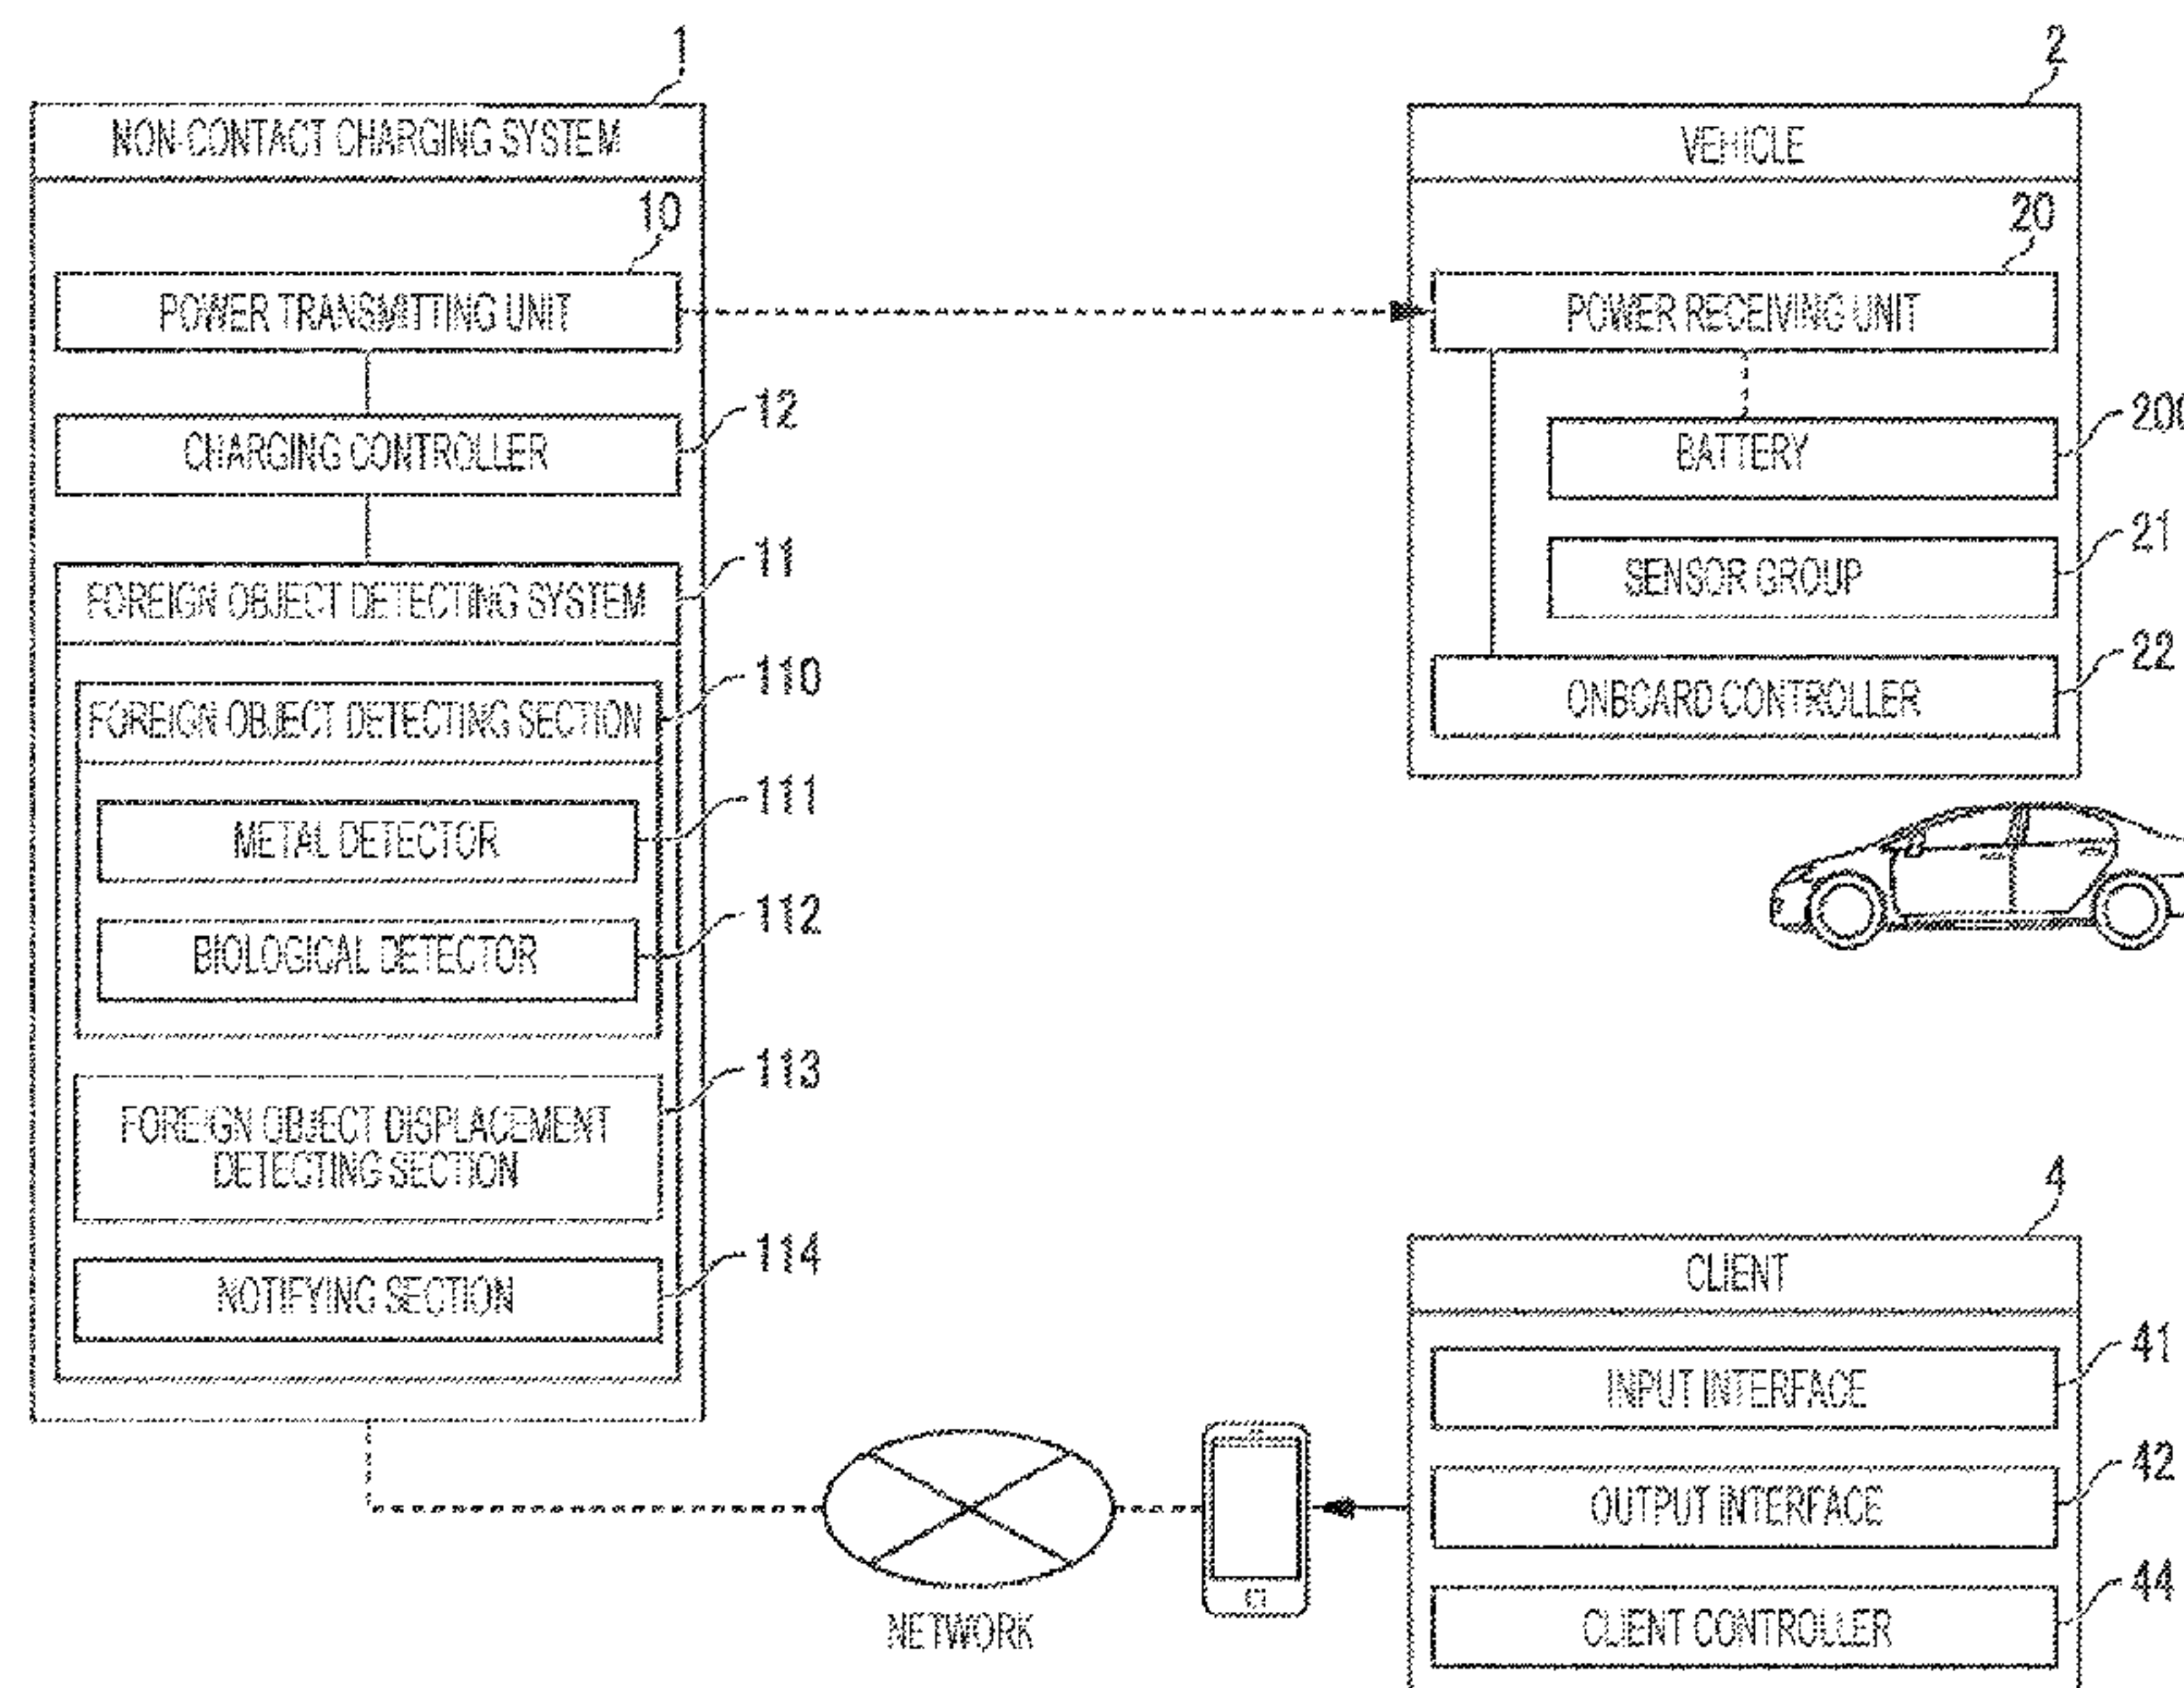 1
NON-CONTACT CHARGING SYSTEM
10
POWER TRANSMITTING UNIT
12
CHARGING CONTROLLER
11
FOREIGN OBJECT DETECTING SYSTEM
110
FOREIGN OBJECT DETECTING SECTION
111
METAL DETECTOR
112
BIOLOGICAL DETECTOR
113
FOREIGN OBJECT DISPLACEMENT
DETECTING SECTION
114
NOTIFYING SECTION
2
VEHICLE
20
POWER RECEIVING UNIT
200
BATTERY
21
SENSOR GROUP
22
ONBOARD CONTROLLER
4
CLIENT
41
INPUT INTERFACE
42
OUTPUT INTERFACE
44
CLIENT CONTROLLER
NETWORK